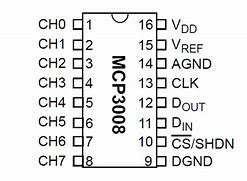 CH0 1 16 VDD
CH1 2 15 VREF
CH2 3 14 AGND
CH3 4 13 CLK
CH4 5 12 DOUT
CH5 6 11 DIN
CH6 7 10 CS/SHDN
CH7 8 9 DGND
MCP3008